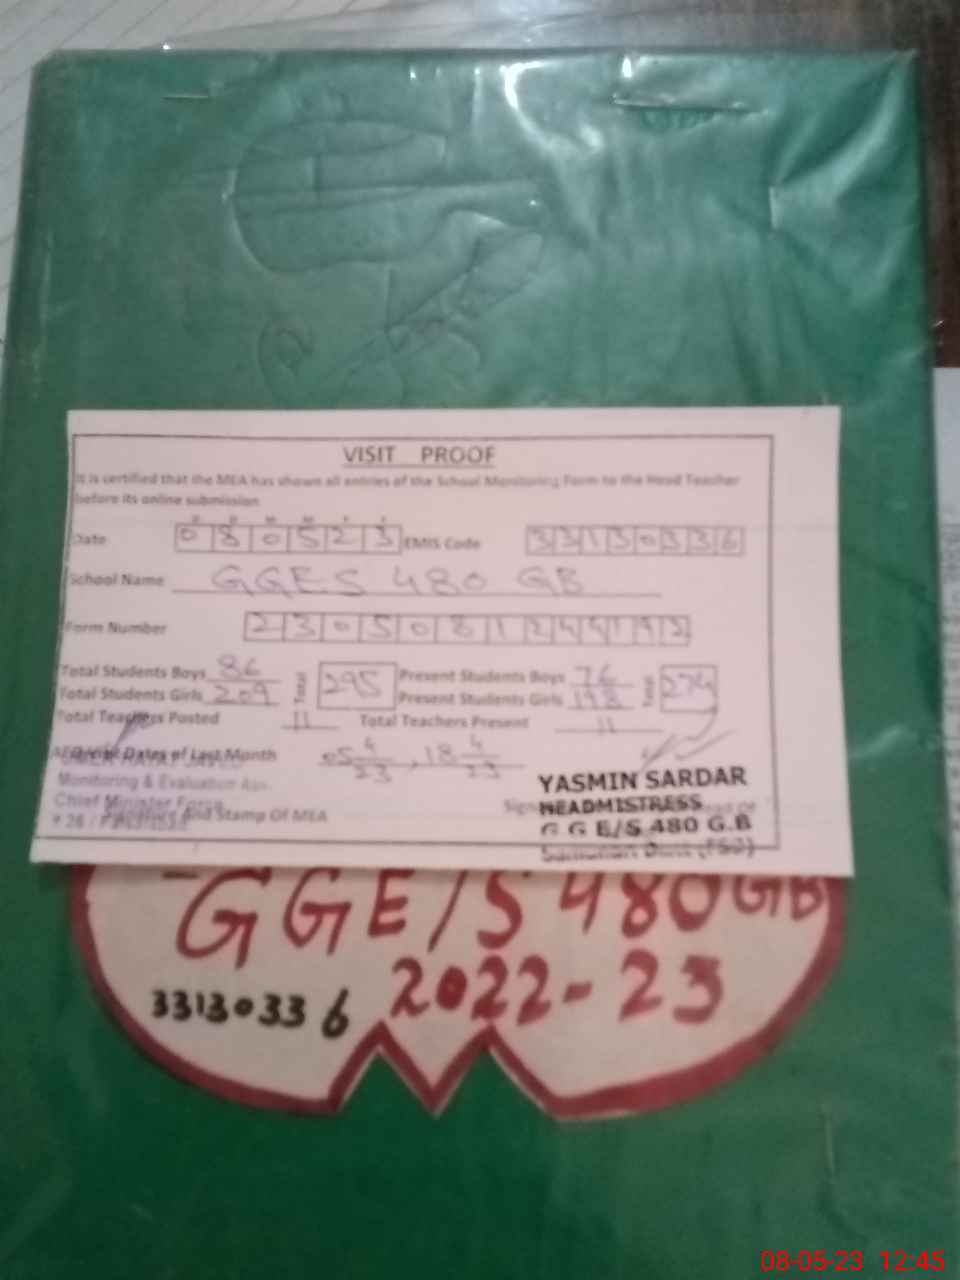 VISIT PROOF
It is certified that the MEA has shown all entries of the School Monitoring Form to the Head Teacher
before its online submission
Date 080523 EMIS Code 33130336
School Name GGES 480 GB
Form Number 230508124
Total Students Boys 86 Total 295 Present Students Boys 76 Total 274
Total Students Girls 209 Present Students Girls 198
Total Teachers Posted 11 Total Teachers Present 11
Visit Dates of Last Month 05 4/23, 18 4/23
YASMIN SARDAR
Monitoring & Evaluation
HEADMISTRESS
Chief Minister Force
And Stamp Of MEA
G G E/S 480 G.B
GGE/S 480 GB
2022-23
33130336
08-05-23 12:45